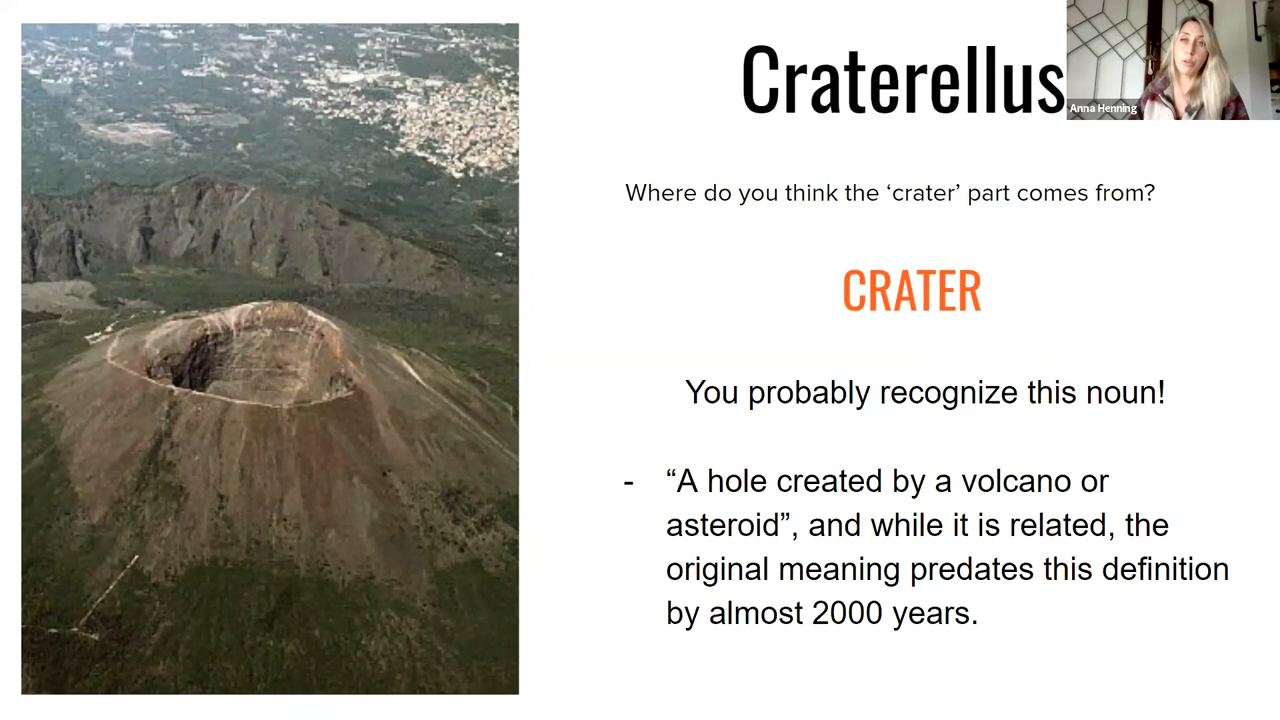 Craterellus
Anna Henning
Where do you think the ‘crater’ part comes from?
CRATER
You probably recognize this noun!
- “A hole created by a volcano or
asteroid”, and while it is related, the
original meaning predates this definition
by almost 2000 years.